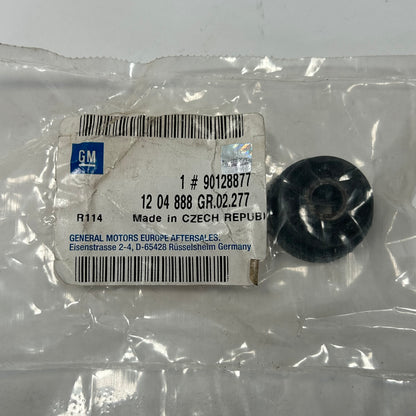 GM
1 # 90128877
12 04 888 GR.02.277
R114 Made in CZECH REPUB
GENERAL MOTORS EUROPE AFTERSALES.
Eisenstrasse 2-4, D-65428 Rüsselsheim Germany